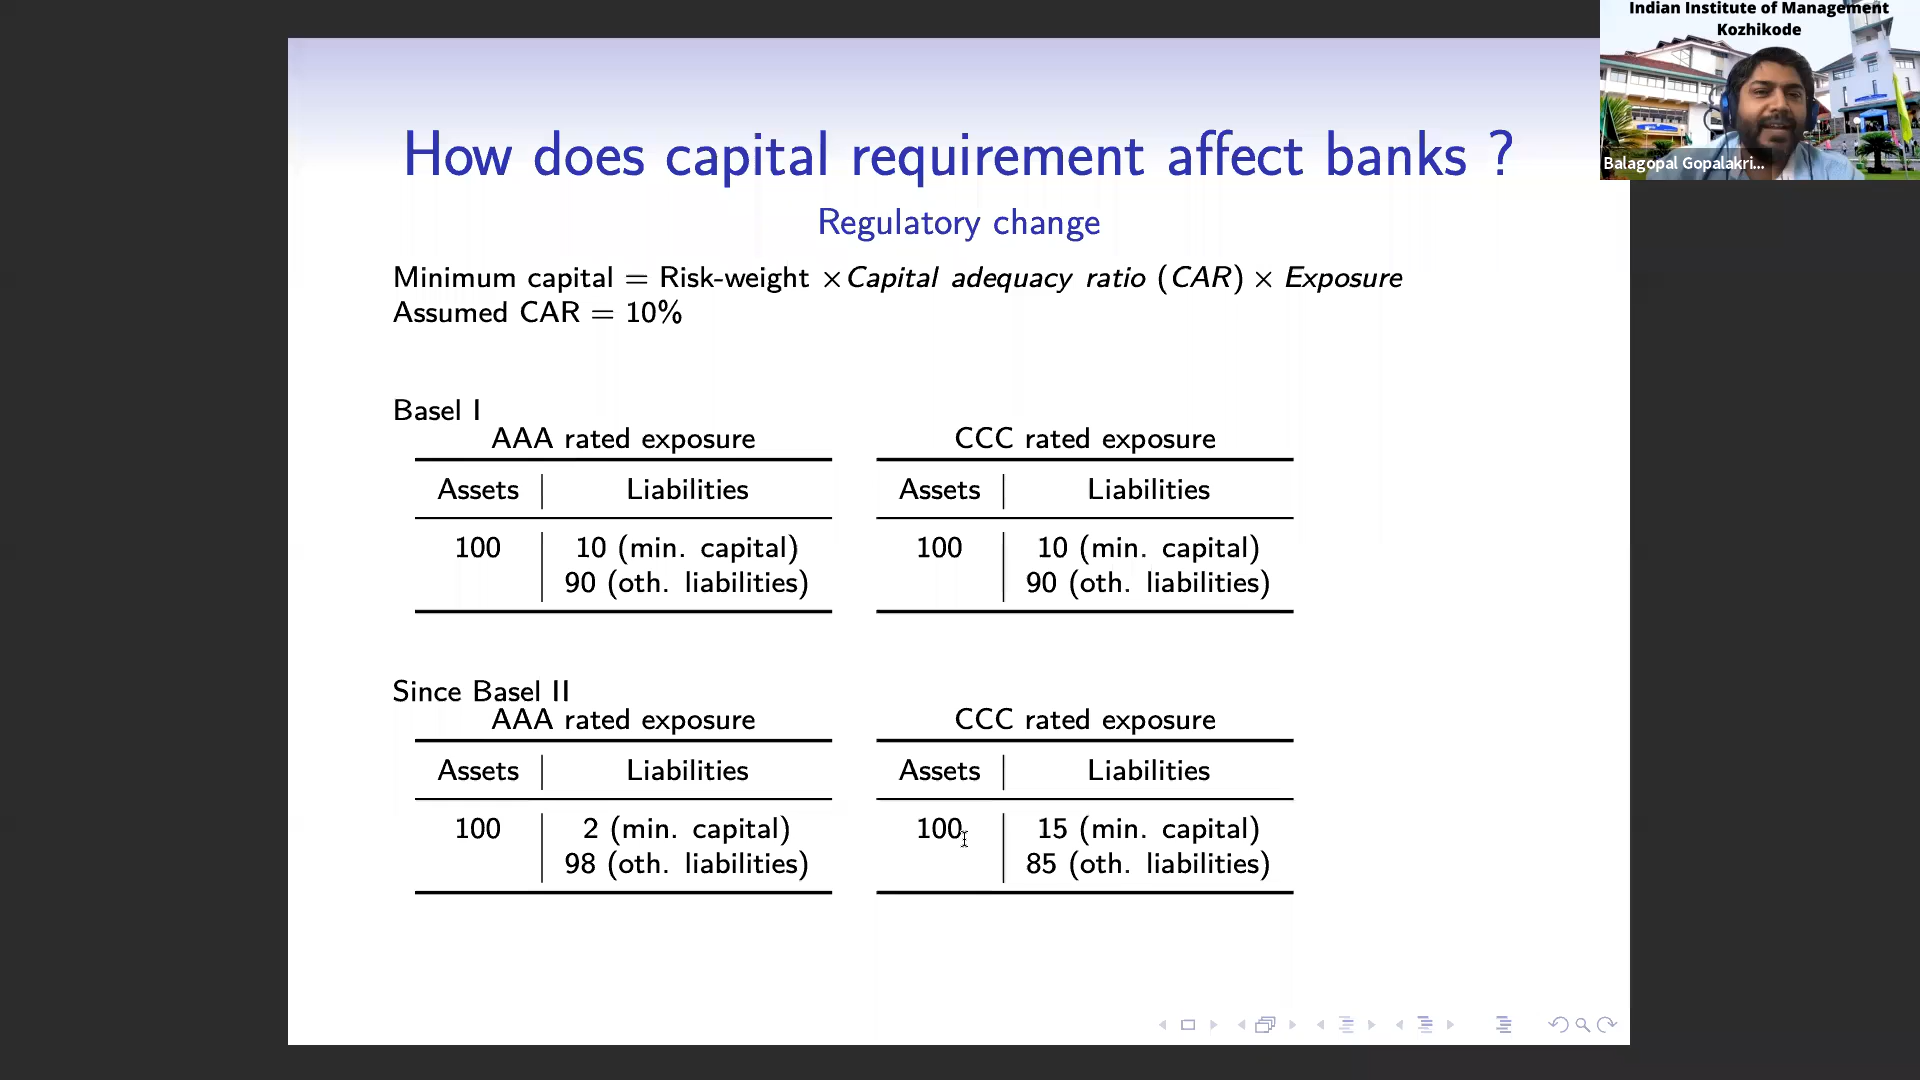 Indian Institute of Management
Kozhikode
Balagopal Gopalakri...
How does capital requirement affect banks ?
Regulatory change
Minimum capital = Risk-weight ×Capital adequacy ratio (CAR) × Exposure
Assumed CAR = 10%
Basel I
AAA rated exposure
Assets | Liabilities
100 | 10 (min. capital)
90 (oth. liabilities)
CCC rated exposure
Assets | Liabilities
100 | 10 (min. capital)
90 (oth. liabilities)
Since Basel II
AAA rated exposure
Assets | Liabilities
100 | 2 (min. capital)
98 (oth. liabilities)
CCC rated exposure
Assets | Liabilities
100 | 15 (min. capital)
85 (oth. liabilities)